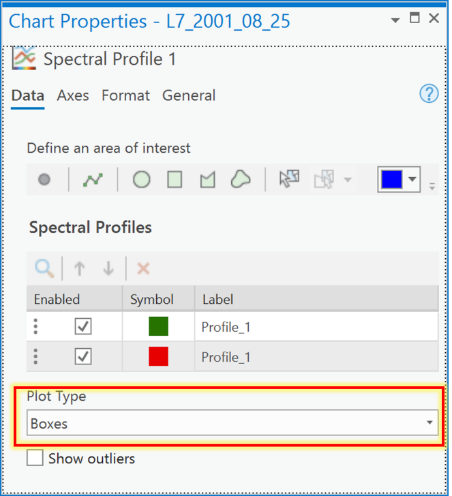 Chart Properties - L7_2001_08_25
Spectral Profile 1
Data Axes Format General
Define an area of interest
Spectral Profiles
Enabled Symbol Label
Profile_1
Profile_1
Plot Type
Boxes
Show outliers